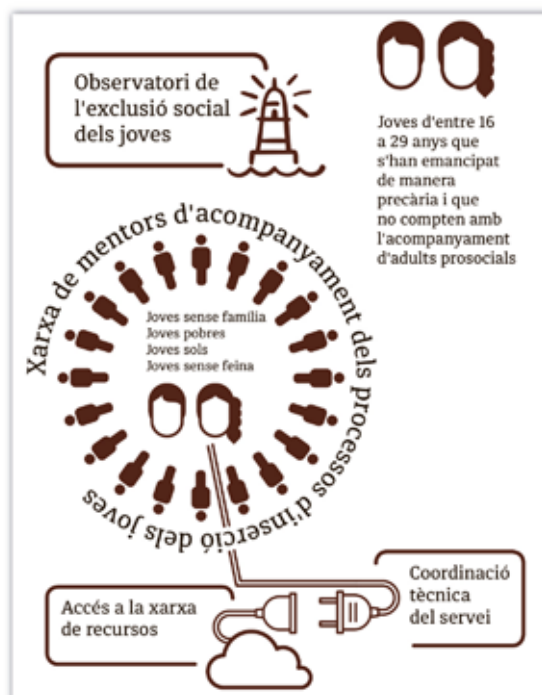 Observatori de
l'exclusió social
dels joves
Joves d'entre 16
a 29 anys que
s'han emancipat
de manera
precària i que
no compten amb
l'acompanyament
d'adults prosocials
Xarxa de mentors d'acompanyament dels processos d'inserció dels joves
Joves sense família
Joves pobres
Joves sols
Joves sense feina
Accés a la xarxa
de recursos
Coordinació
tècnica
del servei